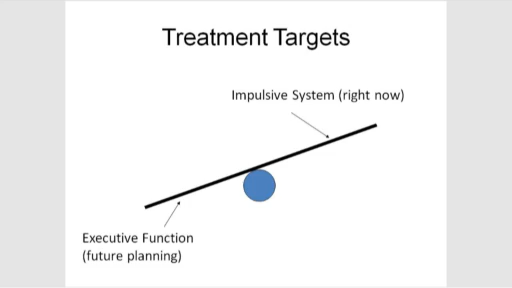 Treatment Targets
Impulsive System (right now)
Executive Function
(future planning)